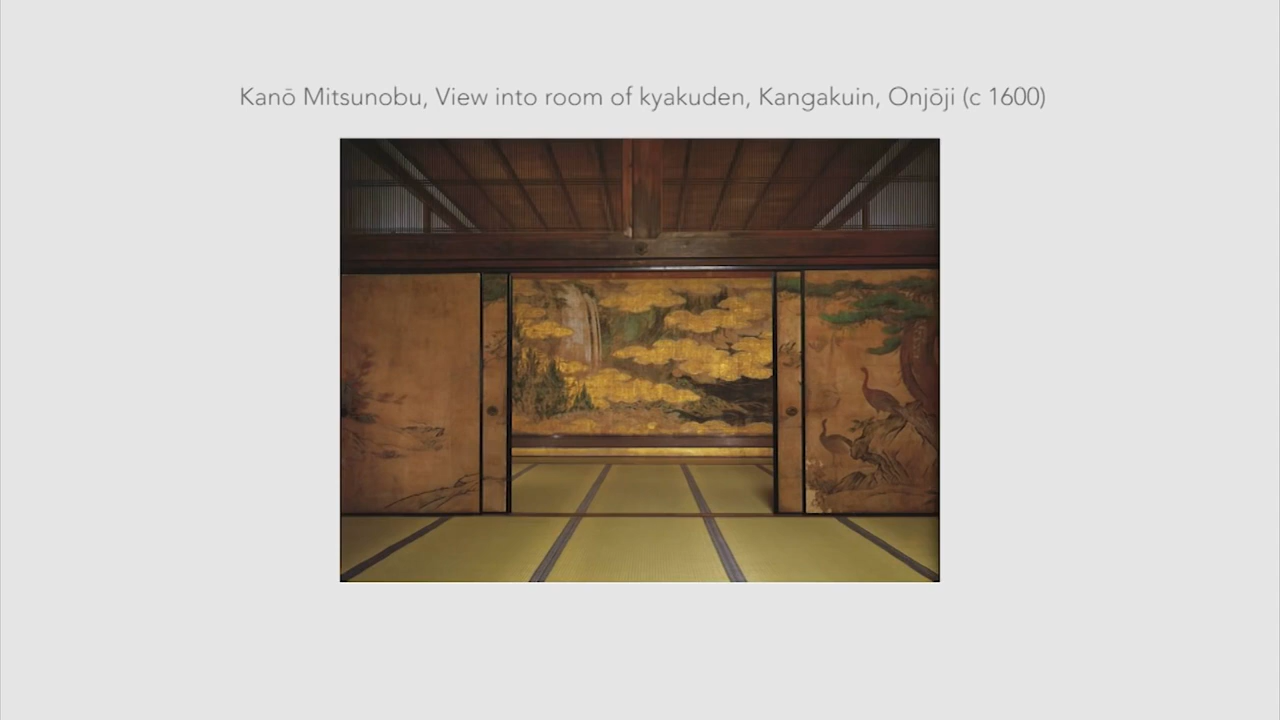 Kanō Mitsunobu, View into room of kyakuden, Kangakuin, Onjōji (c 1600)